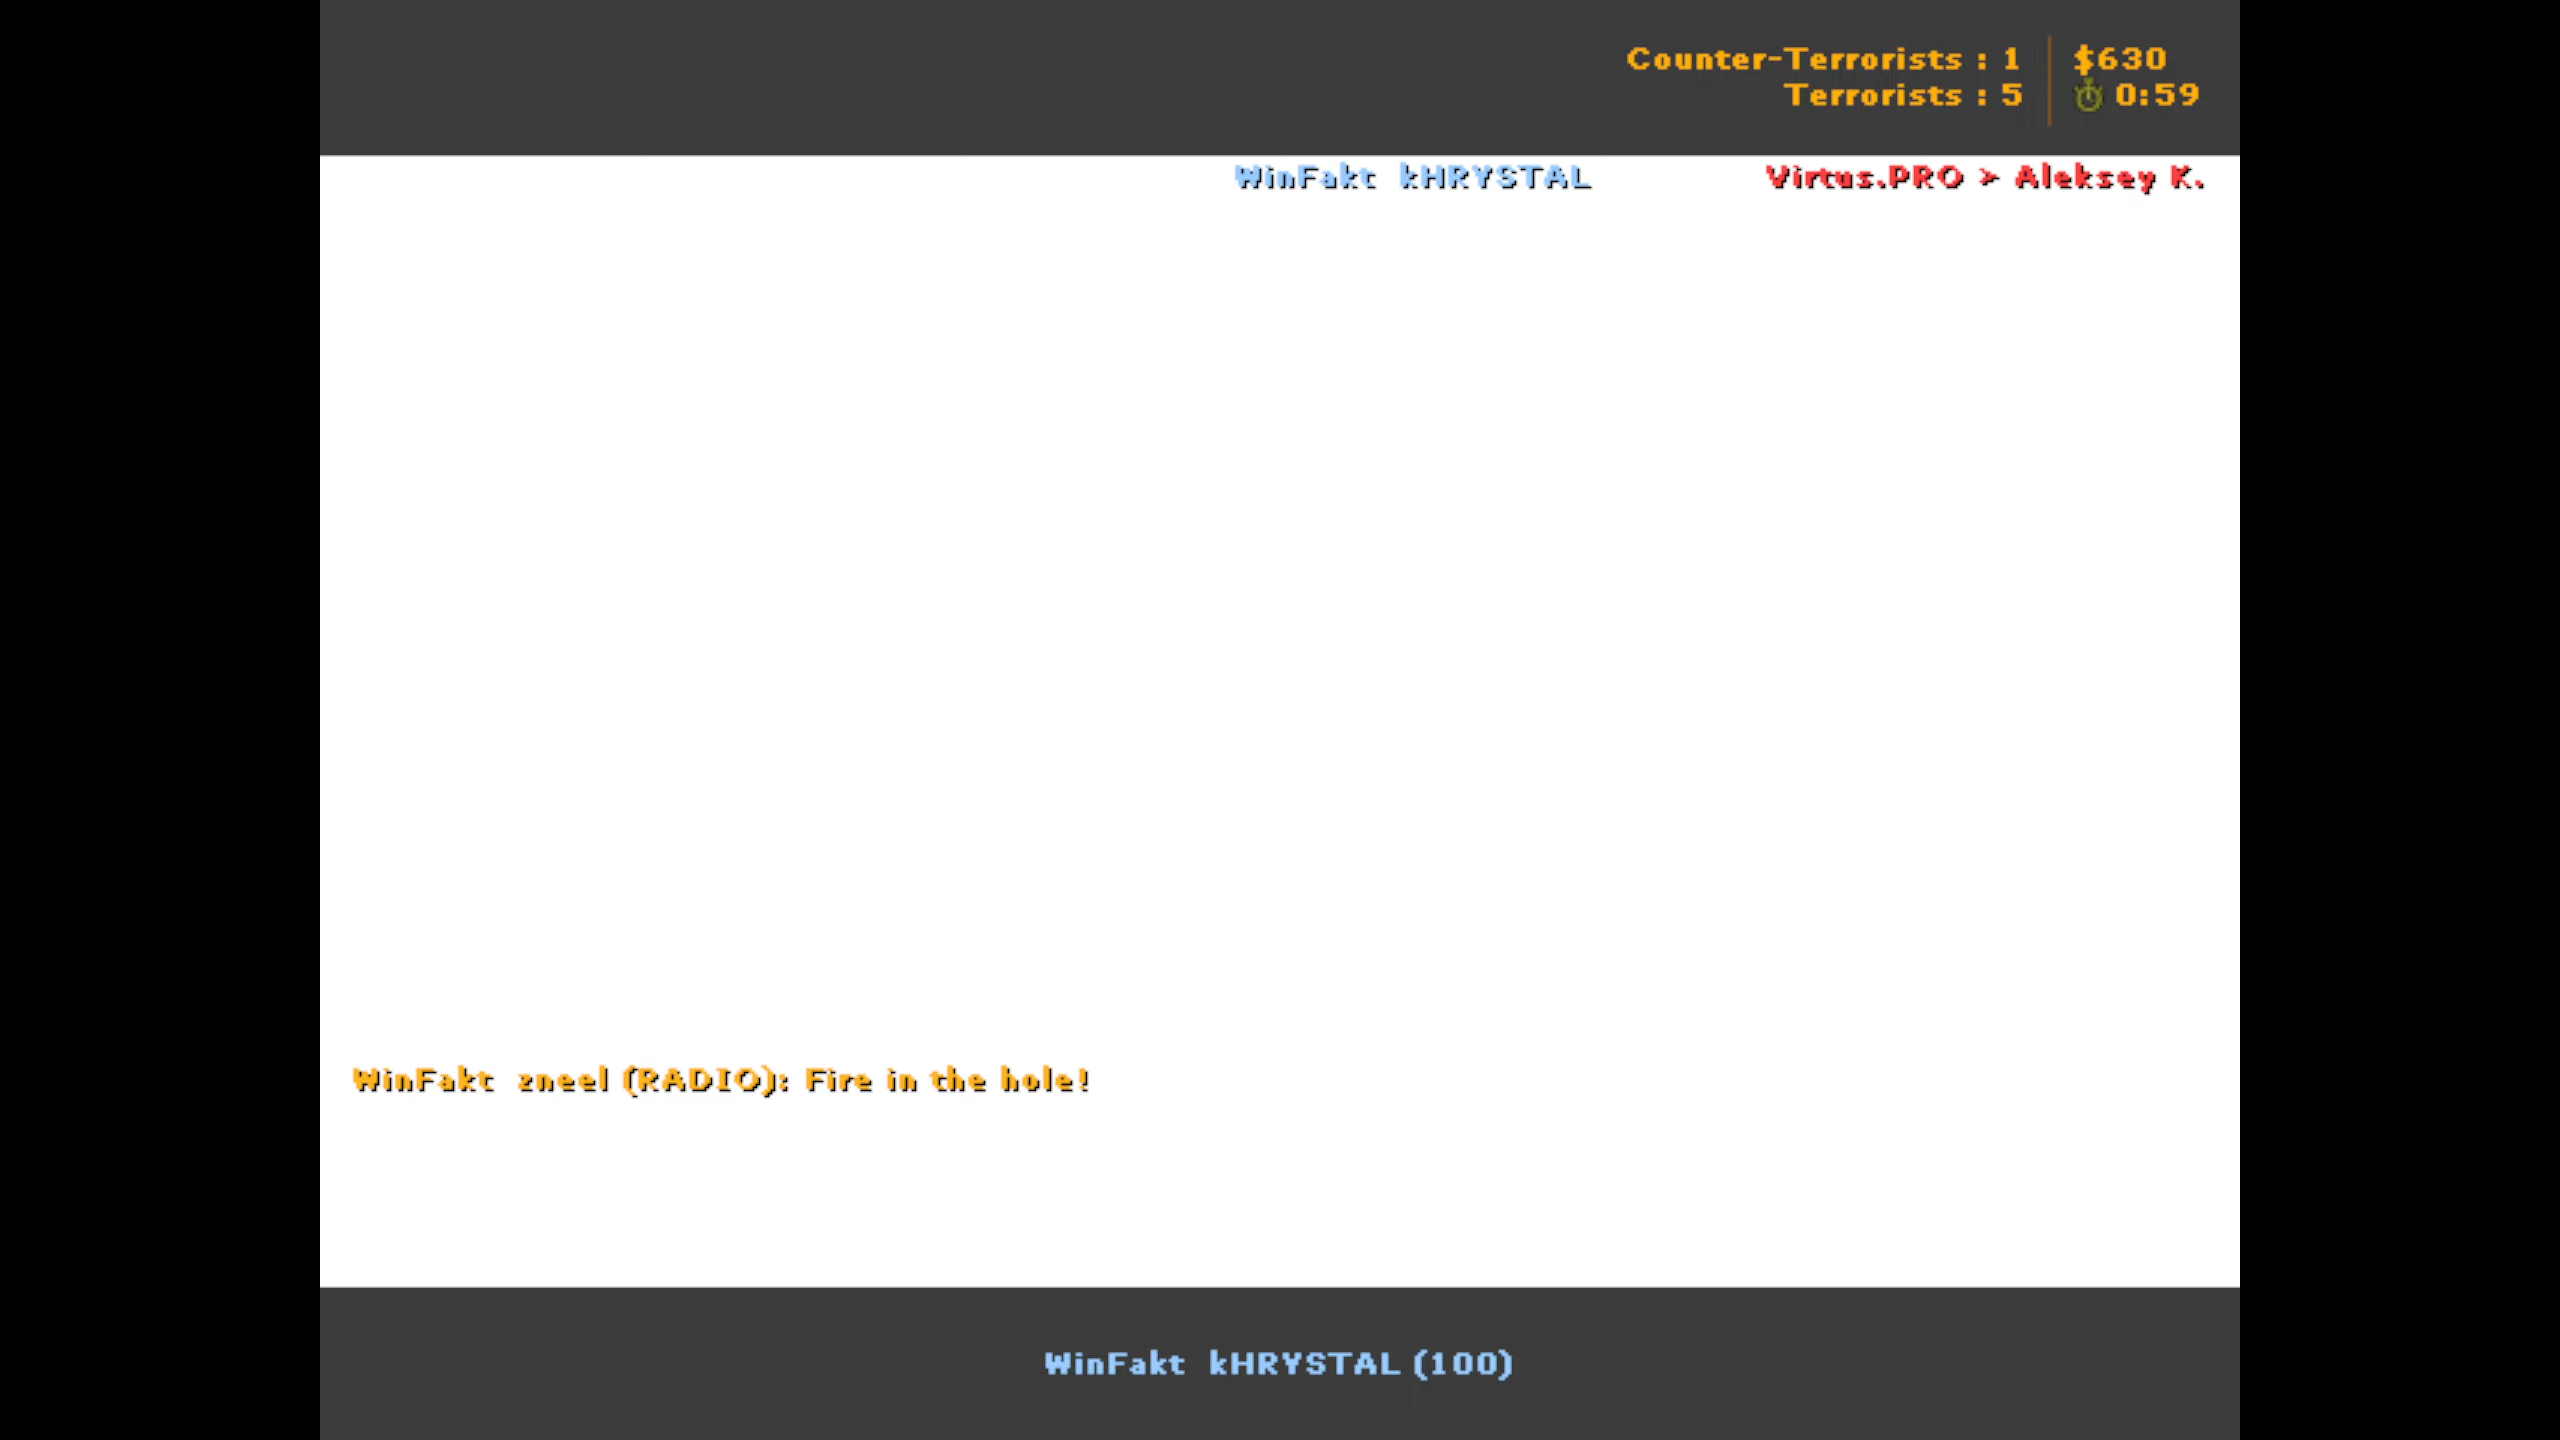 Counter-Terrorists : 1 $630
Terrorists : 5 0:59
WinFakt kHRYSTAL Virtus.PRO > Aleksey K.
WinFakt zneel (RADIO): Fire in the hole!
WinFakt kHRYSTAL (100)